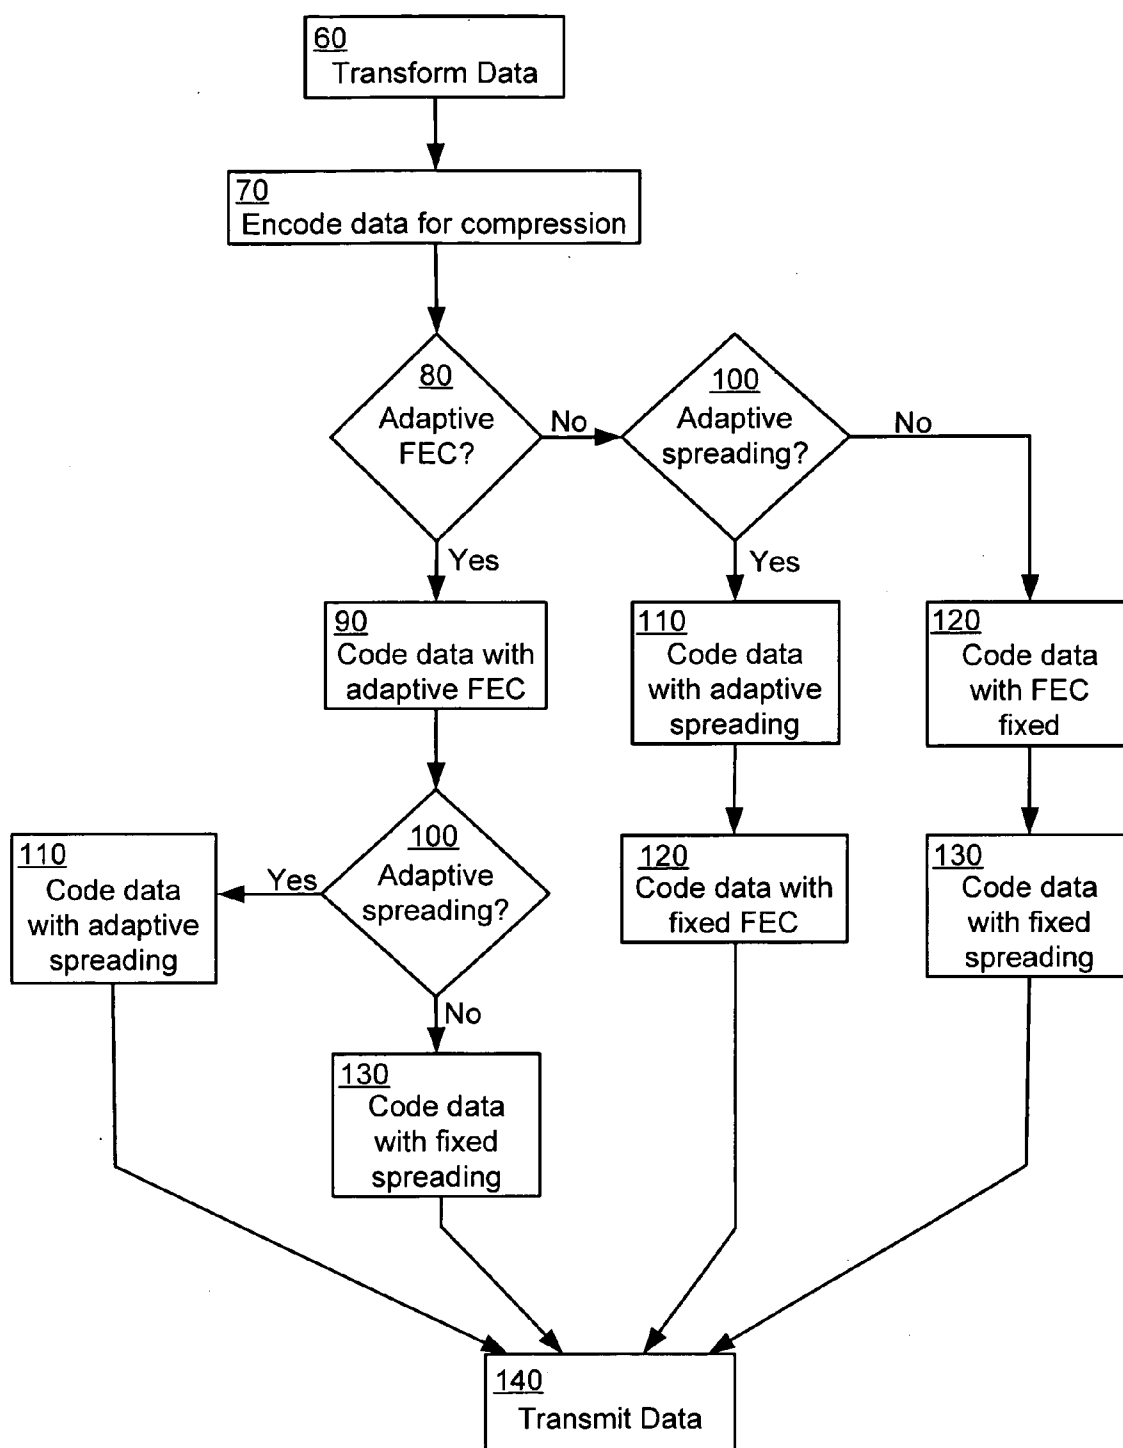 60
Transform Data
70
Encode data for compression
80
Adaptive
FEC?
No
100
Adaptive
spreading?
No
Yes
Yes
90
Code data with
adaptive FEC
110
Code data
with adaptive
spreading
120
Code data
with FEC
fixed
110
Code data
with adaptive
spreading
Yes
100
Adaptive
spreading?
No
120
Code data with
fixed FEC
130
Code data
with fixed
spreading
130
Code data
with fixed
spreading
140
Transmit Data